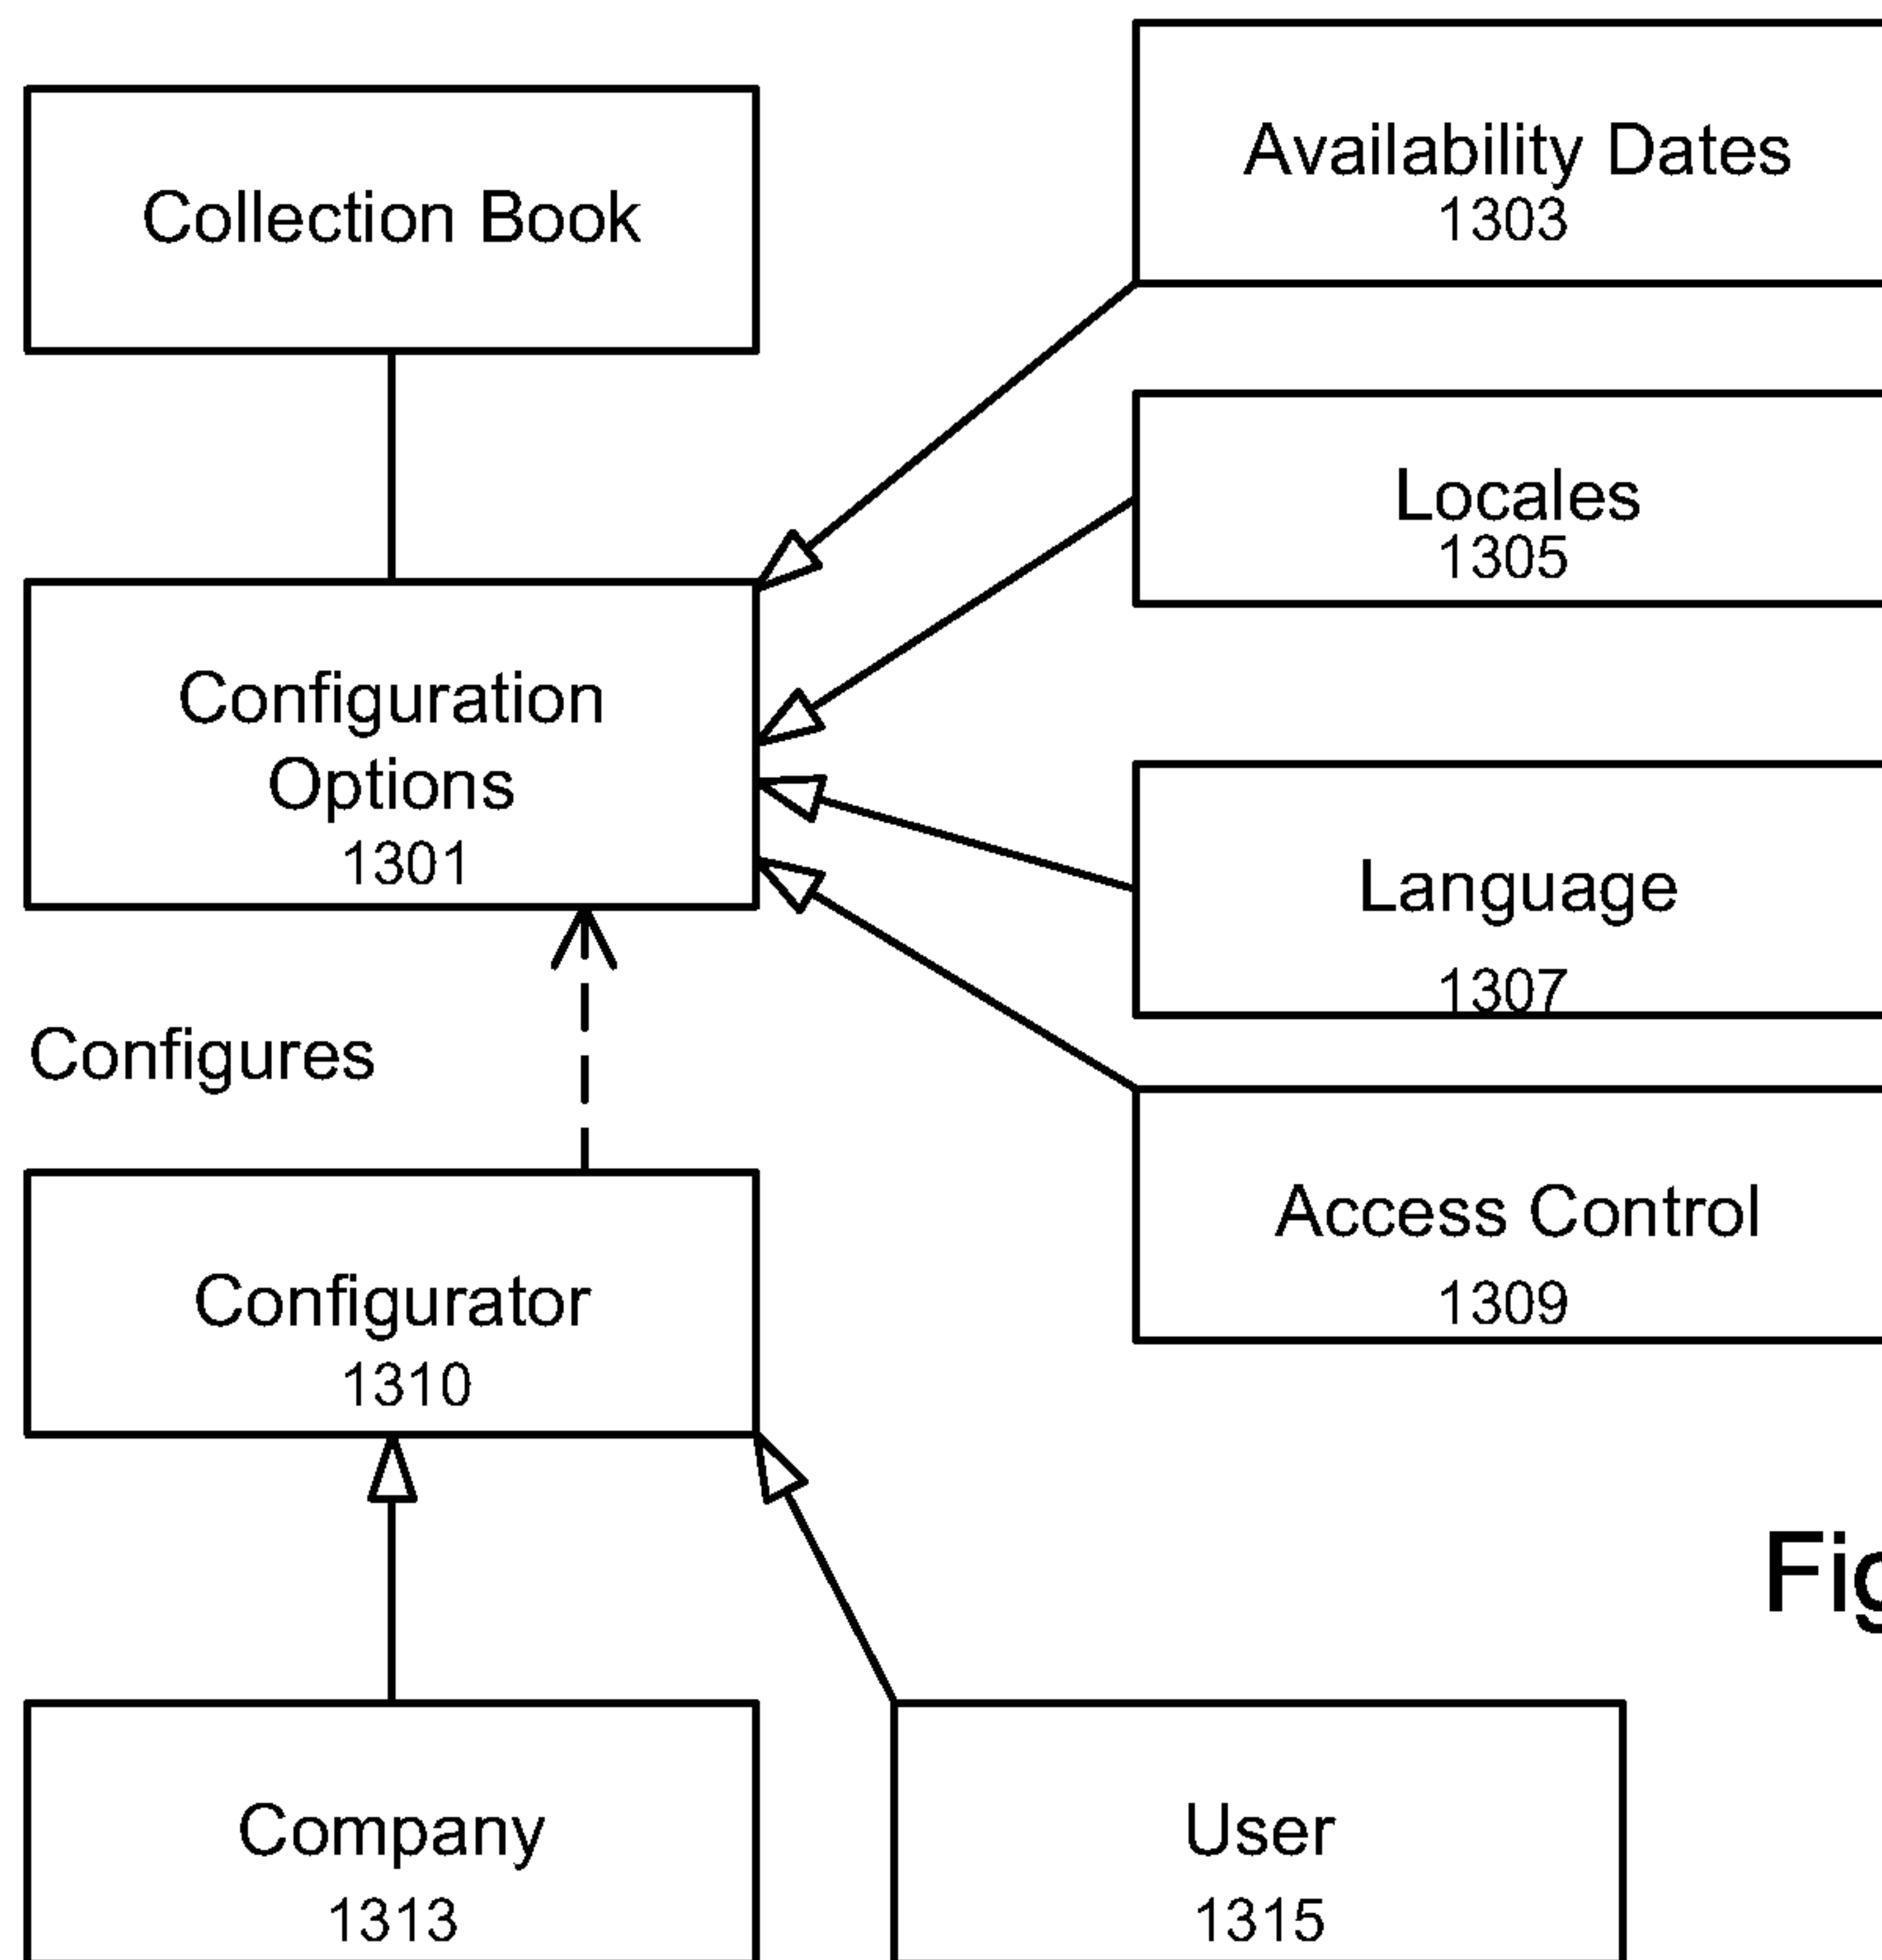 Collection Book
Availability Dates
1303
Locales
1305
Configuration
Options
1301
Language
1307
Configures
Access Control
1309
Configurator
1310
Fig
Company
1313
User
1315